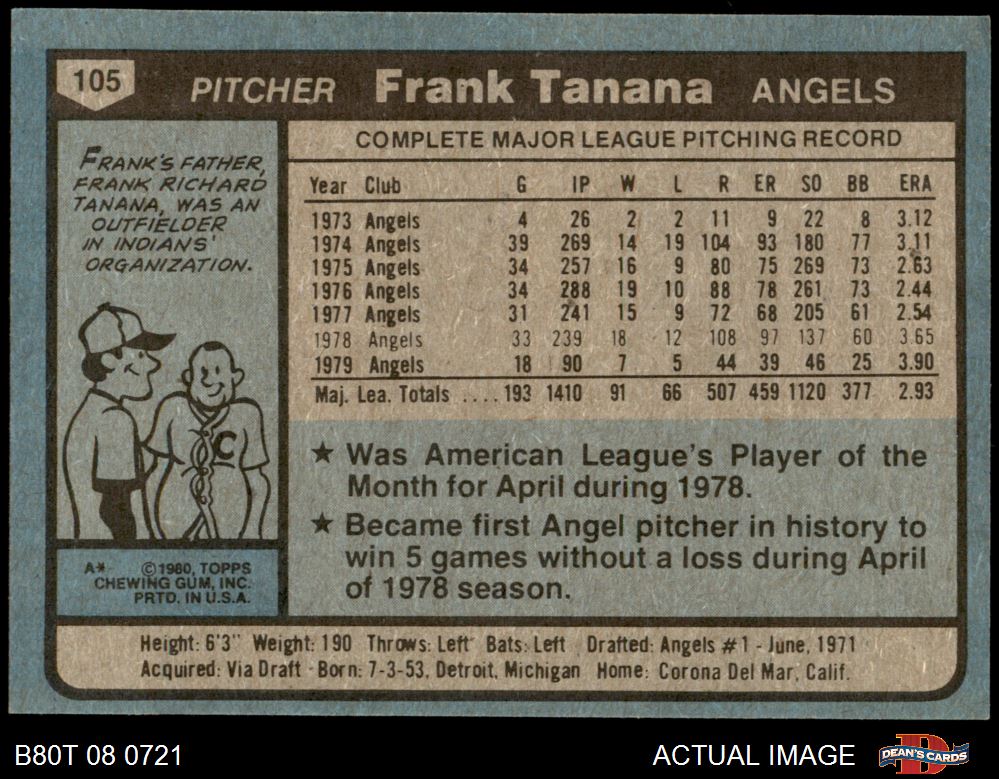 105 PITCHER Frank Tanana ANGELS
FRANK'S FATHER,
FRANK RICHARD
TANANA, WAS AN
OUTFIELDER
IN INDIANS'
ORGANIZATION.
C
A* ©1980, TOPPS
CHEWING GUM, INC.
PRTD. IN U.S.A.
COMPLETE MAJOR LEAGUE PITCHING RECORD
Year Club G IP W L R ER SO BB ERA
1973 Angels 4 26 2 2 11 9 22 8 3.12
1974 Angels 39 269 14 19 104 93 180 77 3.11
1975 Angels 34 257 16 9 80 75 269 73 2.63
1976 Angels 34 288 19 10 88 78 261 73 2.44
1977 Angels 31 241 15 9 72 68 205 61 2.54
1978 Angels 33 239 18 12 108 97 137 60 3.65
1979 Angels 18 90 7 5 44 39 46 25 3.90
Maj. Lea. Totals .... 193 1410 91 66 507 459 1120 377 2.93
★ Was American League's Player of the
Month for April during 1978.
★ Became first Angel pitcher in history to
win 5 games without a loss during April
of 1978 season.
Height: 6'3" Weight: 190 Throws: Left Bats: Left Drafted: Angels #1 - June, 1971
Acquired: Via Draft Born: 7-3-53, Detroit, Michigan Home: Corona Del Mar, Calif.
B80T 08 0721 ACTUAL IMAGE DEAN'S CARDS